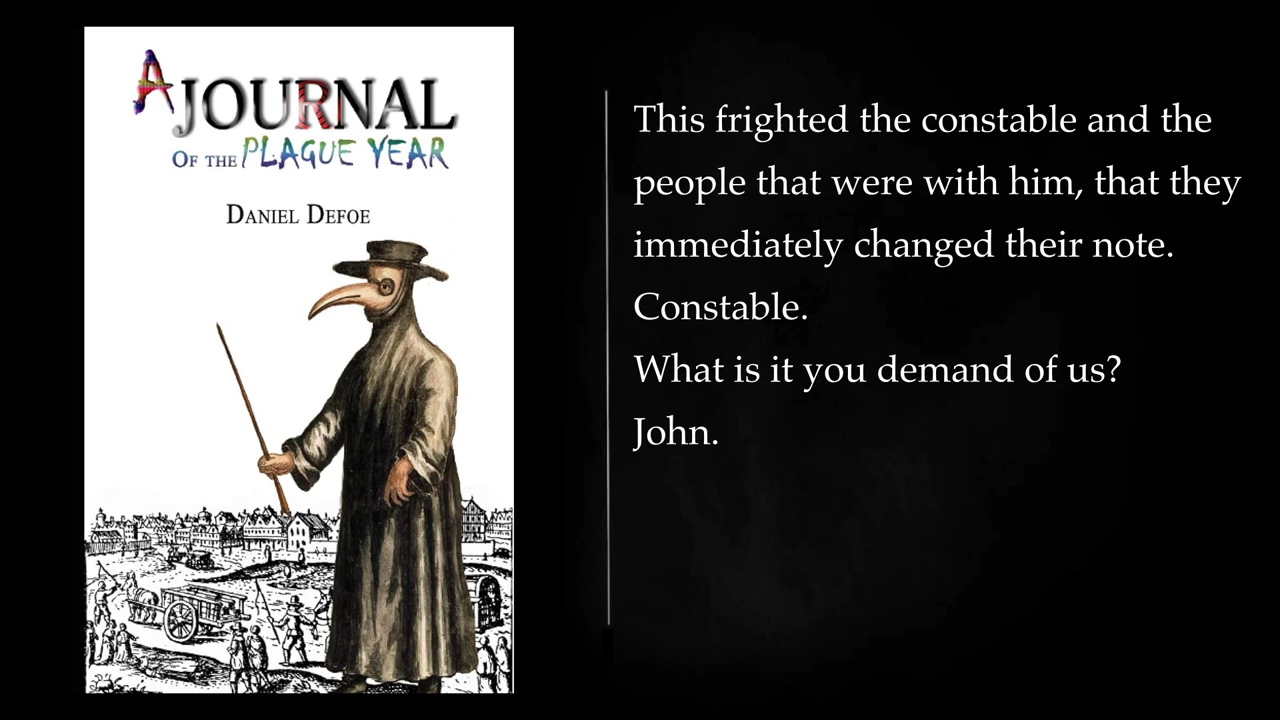 A JOURNAL
OF THE PLAGUE YEAR
DANIEL DEFOE
This frighted the constable and the
people that were with him, that they
immediately changed their note.
Constable.
What is it you demand of us?
John.